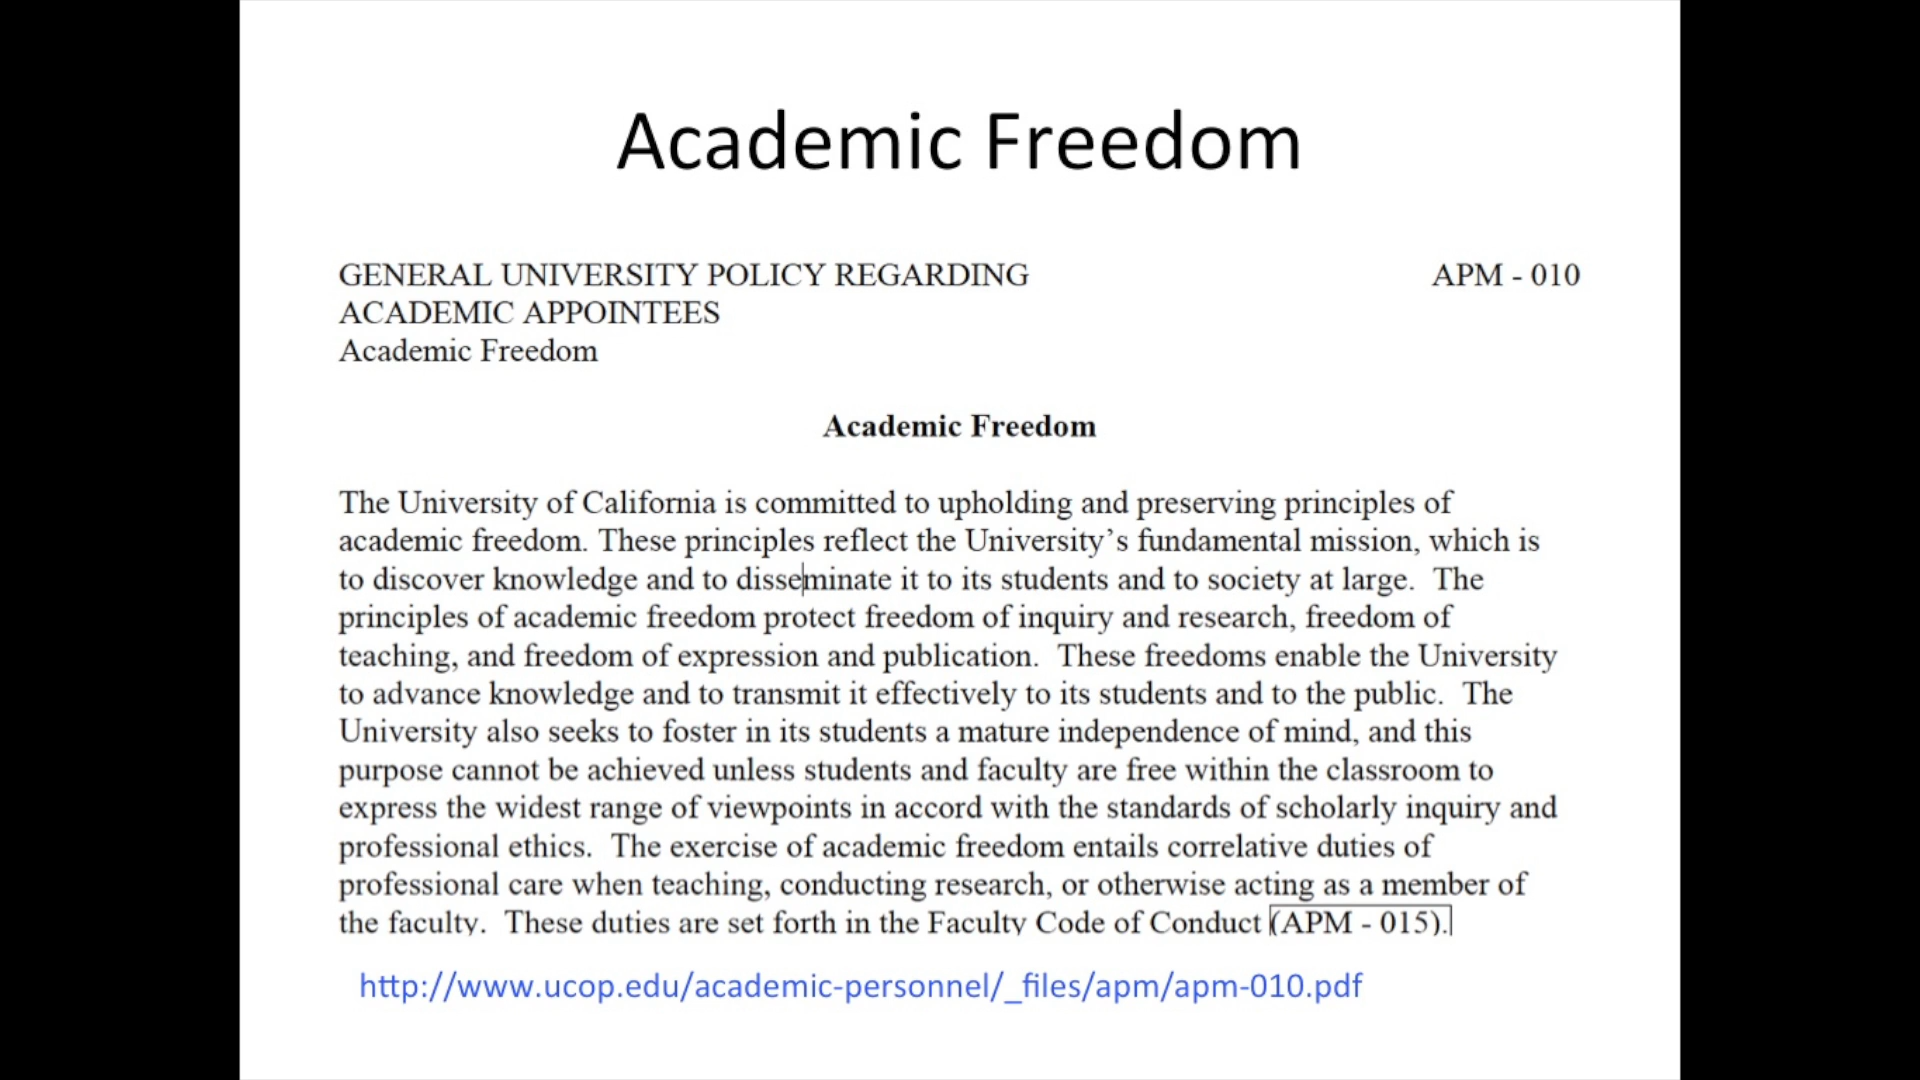 Academic Freedom
GENERAL UNIVERSITY POLICY REGARDING APM - 010
ACADEMIC APPOINTEES
Academic Freedom
Academic Freedom
The University of California is committed to upholding and preserving principles of
academic freedom. These principles reflect the University’s fundamental mission, which is
to discover knowledge and to disseminate it to its students and to society at large.  The
principles of academic freedom protect freedom of inquiry and research, freedom of
teaching, and freedom of expression and publication.  These freedoms enable the University
to advance knowledge and to transmit it effectively to its students and to the public.  The
University also seeks to foster in its students a mature independence of mind, and this
purpose cannot be achieved unless students and faculty are free within the classroom to
express the widest range of viewpoints in accord with the standards of scholarly inquiry and
professional ethics.  The exercise of academic freedom entails correlative duties of
professional care when teaching, conducting research, or otherwise acting as a member of
the faculty.  These duties are set forth in the Faculty Code of Conduct (APM - 015).
http://www.ucop.edu/academic-personnel/_files/apm/apm-010.pdf